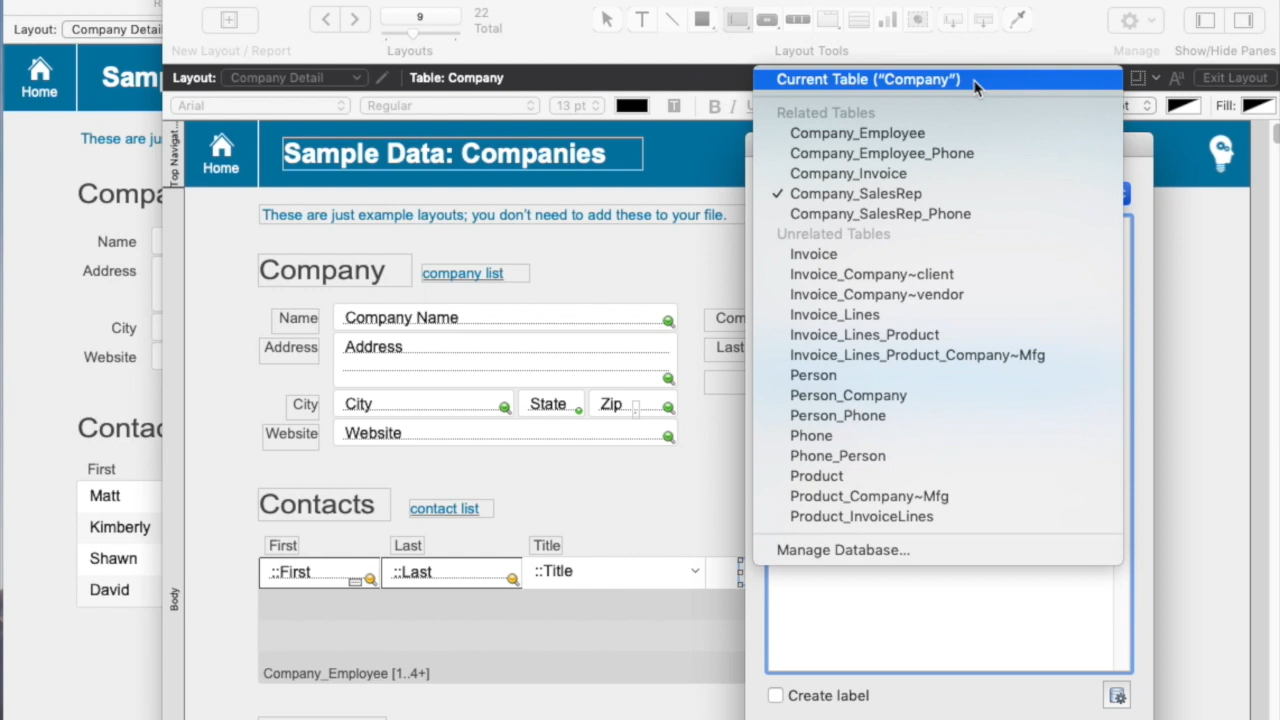 9
22
Total
New Layout / Report
Layouts
Layout Tools
Manage
Show/Hide Panes
Layout:
Company Detai
Layout:
Company Detail
Table: Company
Exit Layout
Arial
Regular
13 pt
B
I
Fill:
Home
Sam
Top Navigat...
Home
Sample Data: Companies
These are ju
These are just example layouts; you don't need to add these to your file.
Compa
Company
company list
Name
Name
Company Name
Com
Address
Address
Address
Last
City
City
City
State
Zip
Website
Website
Website
Contac
Contacts
contact list
First
First
Last
Title
Matt
Kimberly
Shawn
David
::First
::Last
::Title
Body
Company_Employee [1..4+]
Current Table ("Company")
Related Tables
Company_Employee
Company_Employee_Phone
Company_Invoice
Company_SalesRep
Company_SalesRep_Phone
Unrelated Tables
Invoice
Invoice_Company~client
Invoice_Company~vendor
Invoice_Lines
Invoice_Lines_Product
Invoice_Lines_Product_Company~Mfg
Person
Person_Company
Person_Phone
Phone
Phone_Person
Product
Product_Company~Mfg
Product_InvoiceLines
Manage Database...
Create label